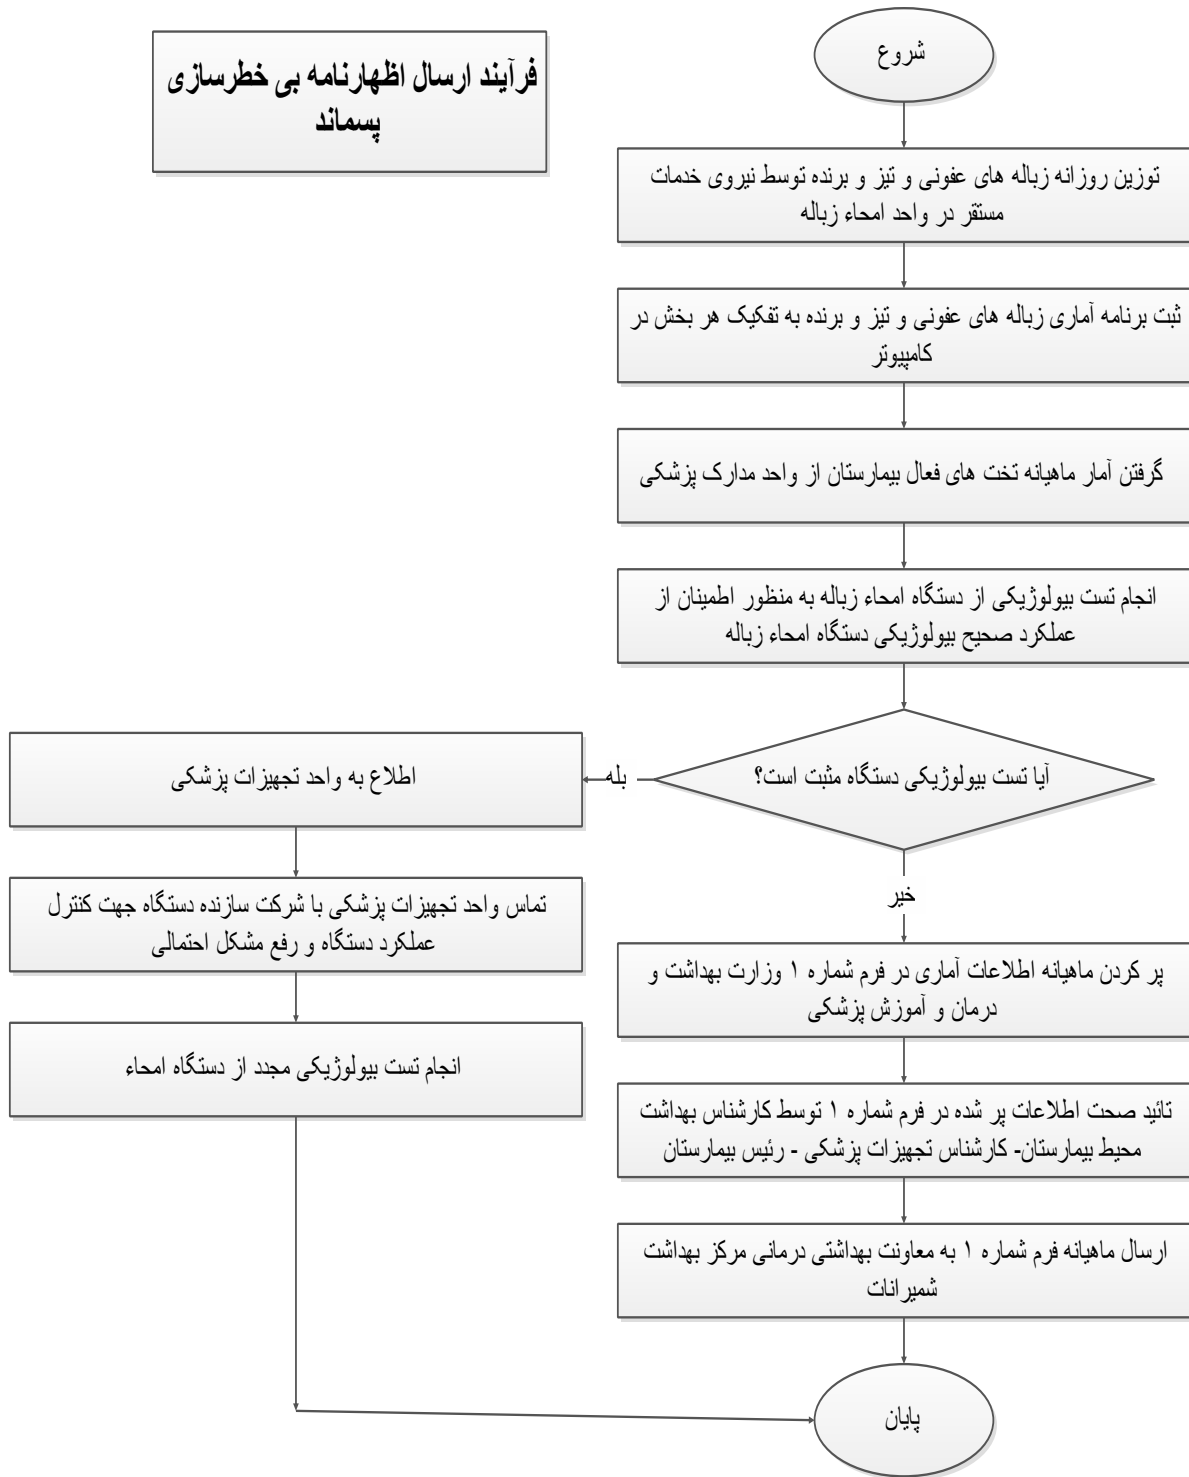 فرآیند ارسال اظهارنامه بی خطرسازی
پسماند
شروع
توزین روزانه زباله های عفونی و تیز و برنده توسط نیروی خدمات
مستقر در واحد امحاء زباله
ثبت برنامه آماری زباله های عفونی و تیز و برنده به تفکیک هر بخش در
کامپیوتر
گرفتن آمار ماهیانه تخت های فعال بیمارستان از واحد مدارک پزشکی
انجام تست بیولوژیکی از دستگاه امحاء زباله به منظور اطمینان از
عملکرد صحیح بیولوژیکی دستگاه امحاء زباله
آیا تست بیولوژیکی دستگاه مثبت است؟
بله
اطلاع به واحد تجهیزات پزشکی
تماس واحد تجهیزات پزشکی با شرکت سازنده دستگاه جهت کنترل
عملکرد دستگاه و رفع مشکل احتمالی
انجام تست بیولوژیکی مجدد از دستگاه امحاء
خیر
پر کردن ماهیانه اطلاعات آماری در فرم شماره ۱ وزارت بهداشت و
درمان و آموزش پزشکی
تائید صحت اطلاعات پر شده در فرم شماره ۱ توسط کارشناس بهداشت
محیط بیمارستان- کارشناس تجهیزات پزشکی - رئیس بیمارستان
ارسال ماهیانه فرم شماره ۱ به معاونت بهداشتی درمانی مرکز بهداشت
شمیرانات
پایان